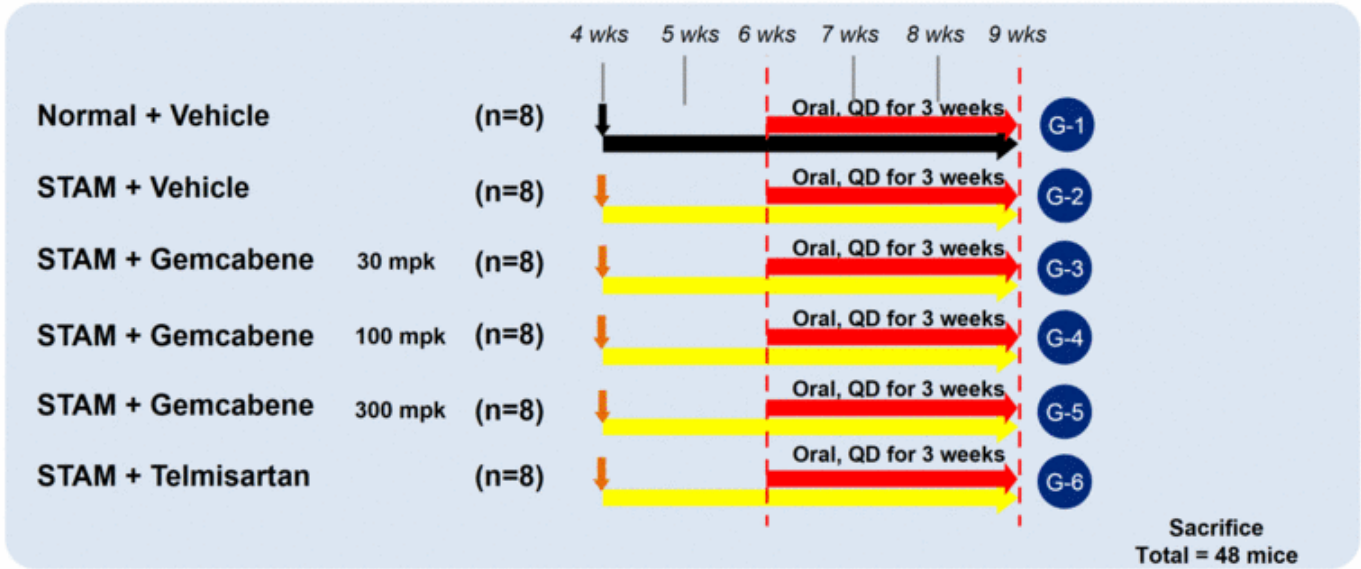 4 wks 5 wks 6 wks 7 wks 8 wks 9 wks
Normal + Vehicle (n=8) Oral, QD for 3 weeks G-1
STAM + Vehicle (n=8) Oral, QD for 3 weeks G-2
STAM + Gemcabene 30 mpk (n=8) Oral, QD for 3 weeks G-3
STAM + Gemcabene 100 mpk (n=8) Oral, QD for 3 weeks G-4
STAM + Gemcabene 300 mpk (n=8) Oral, QD for 3 weeks G-5
STAM + Telmisartan (n=8) Oral, QD for 3 weeks G-6
Sacrifice
Total = 48 mice